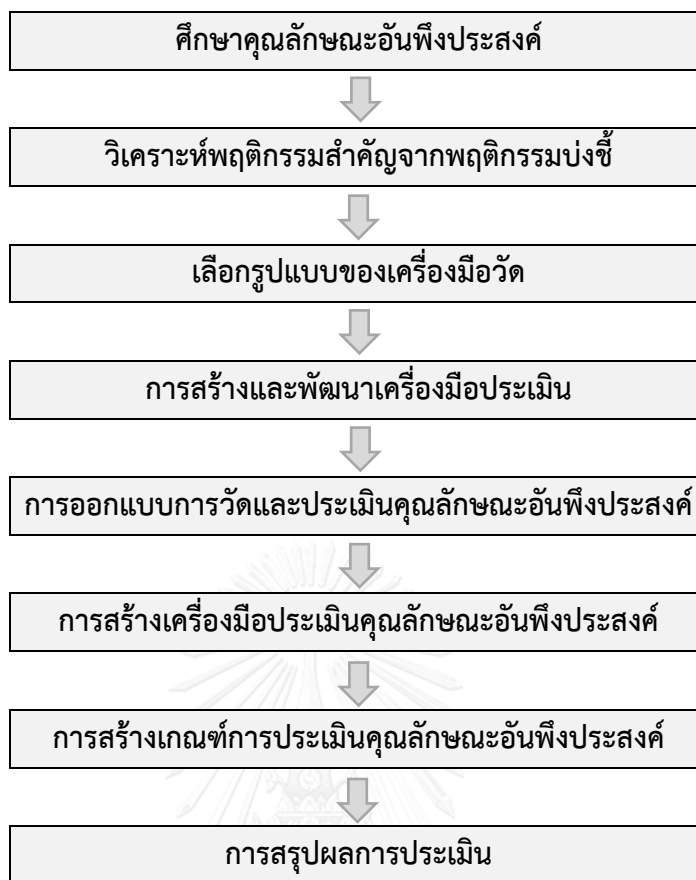 ศึกษาคุณลักษณะอันพึงประสงค์
วิเคราะห์พฤติกรรมสำคัญจากพฤติกรรมบ่งชี้
เลือกรูปแบบของเครื่องมือวัด
การสร้างและพัฒนาเครื่องมือประเมิน
การออกแบบการวัดและประเมินคุณลักษณะอันพึงประสงค์
การสร้างเครื่องมือประเมินคุณลักษณะอันพึงประสงค์
การสร้างเกณฑ์การประเมินคุณลักษณะอันพึงประสงค์
การสรุปผลการประเมิน